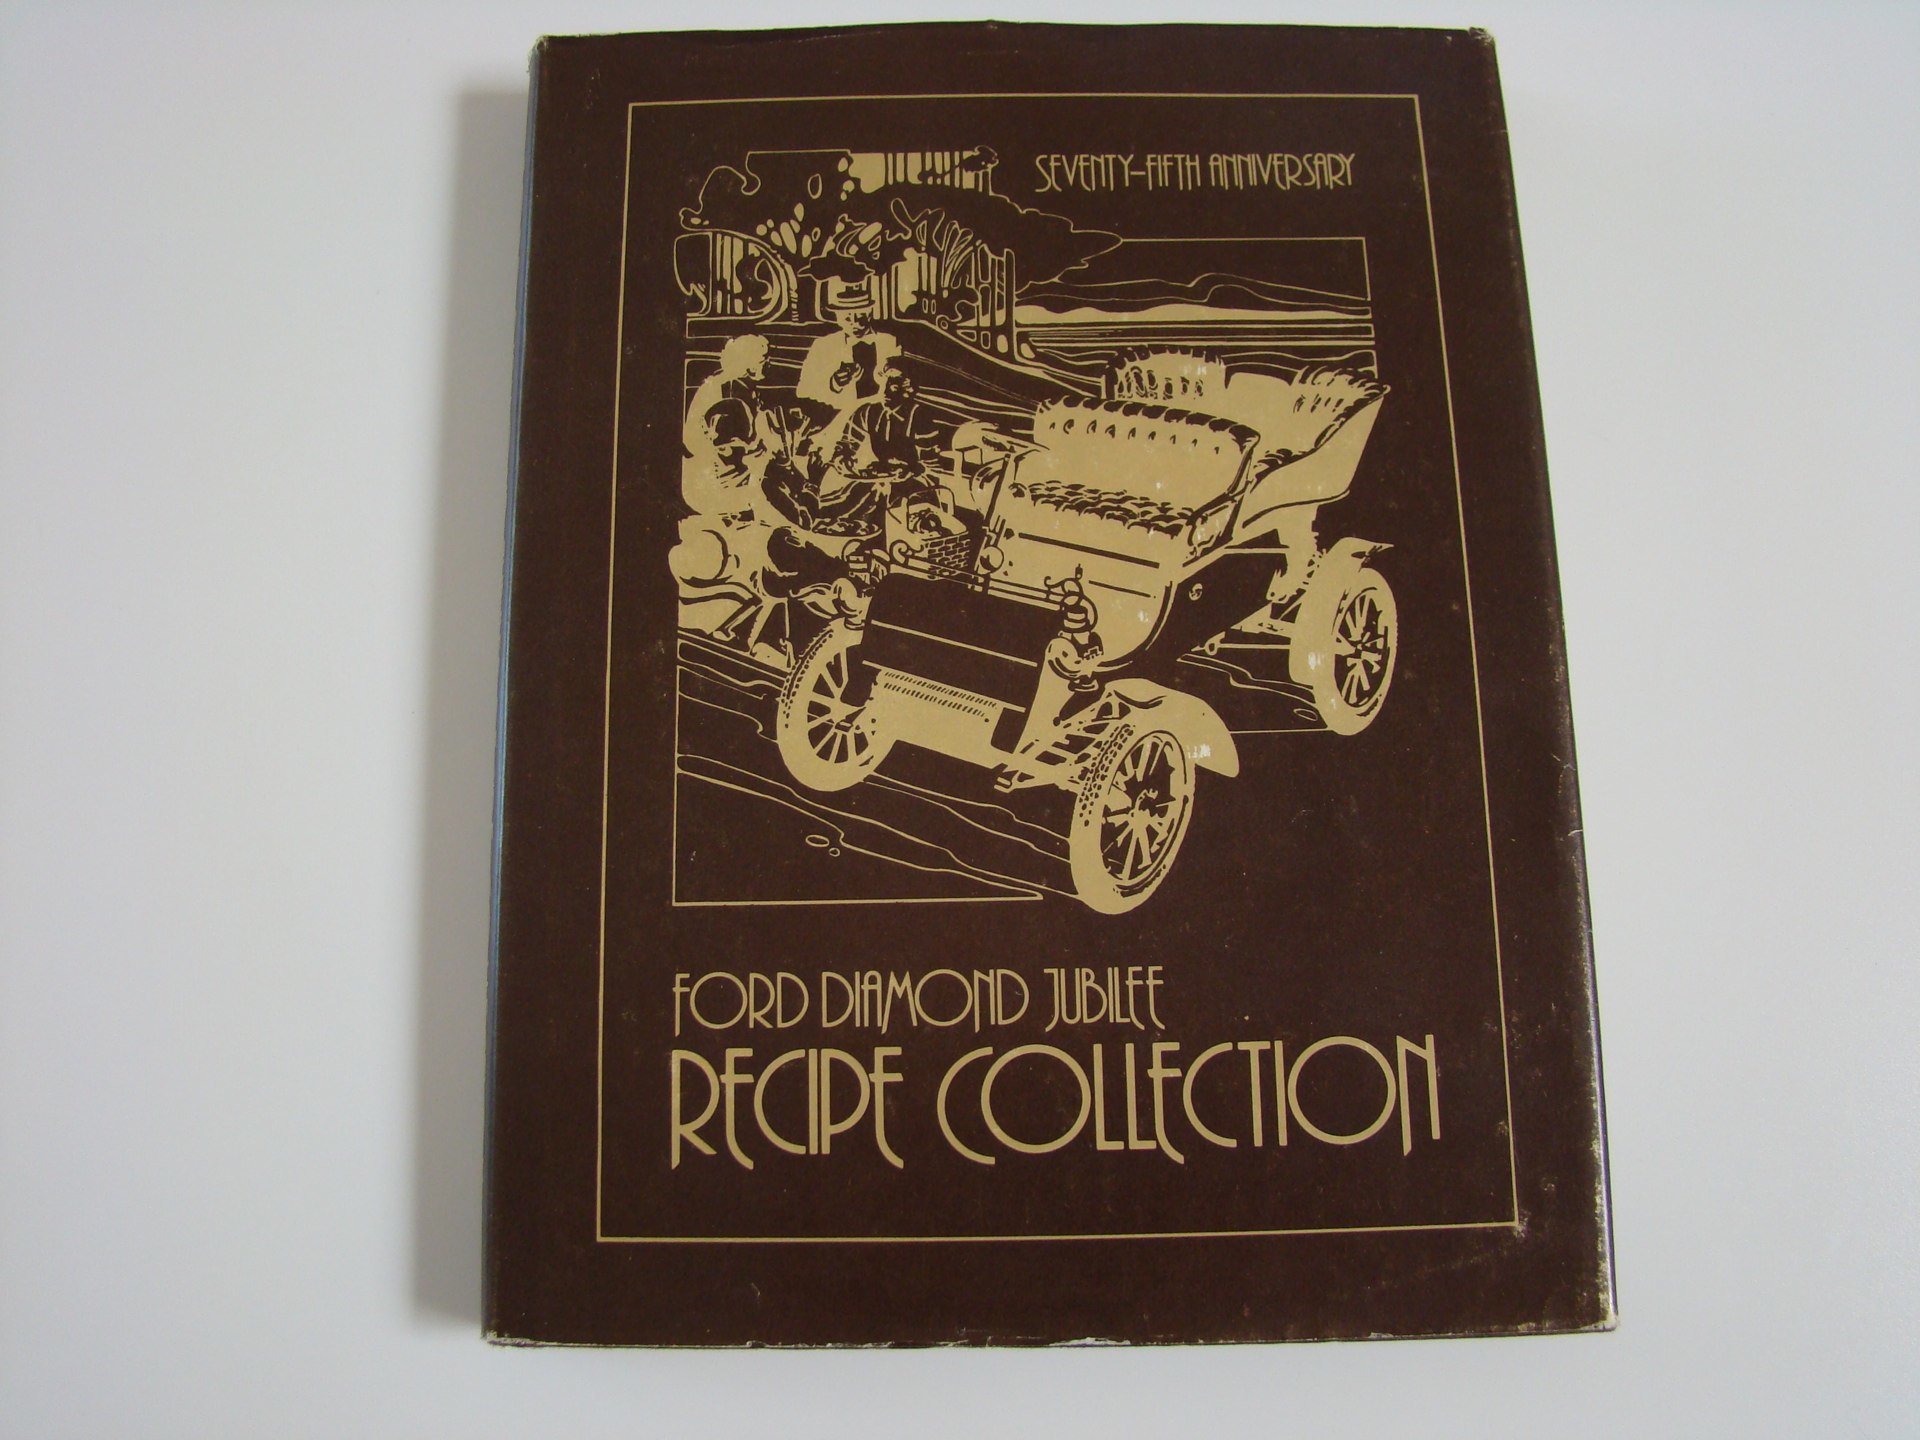 SEVENTY-FIFTH ANNIVERSARY
FORD DIAMOND JUBILEE
RECIPE COLLECTION